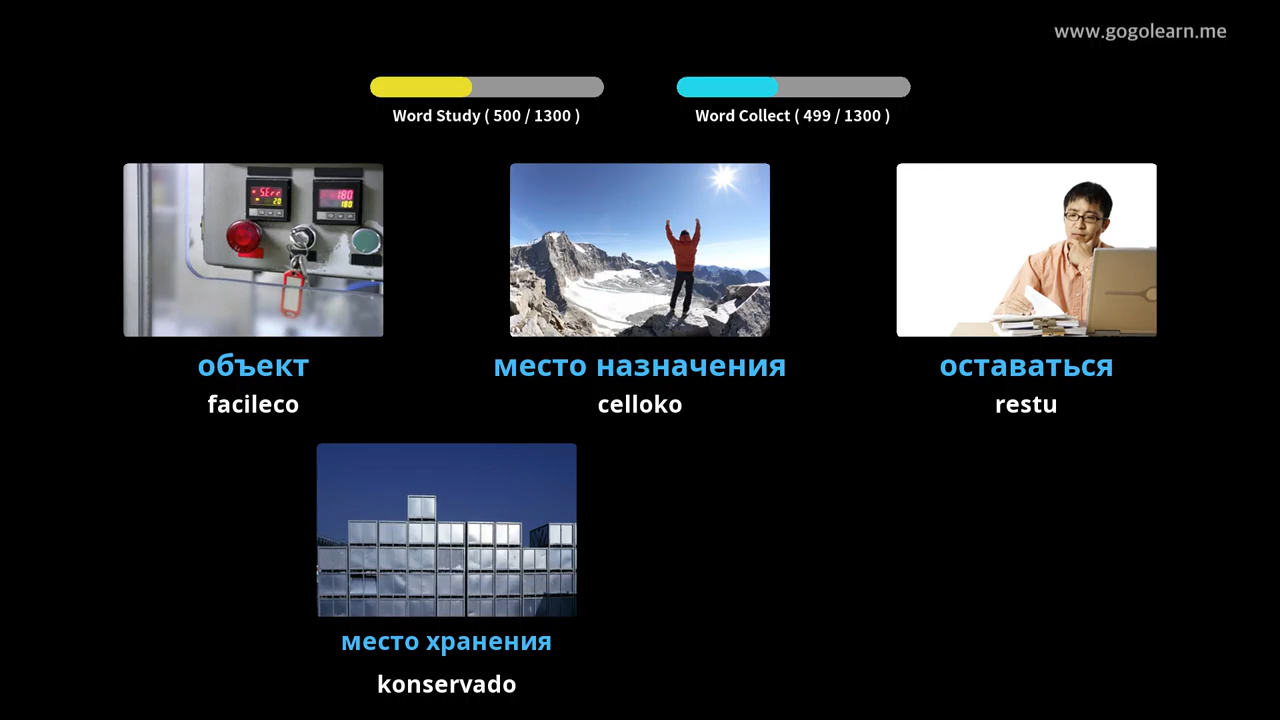 www.gogolearn.me
Word Study ( 500 / 1300 )
Word Collect ( 499 / 1300 )
объект
место назначения
оставаться
facileco
celloko
restu
место хранения
konservado